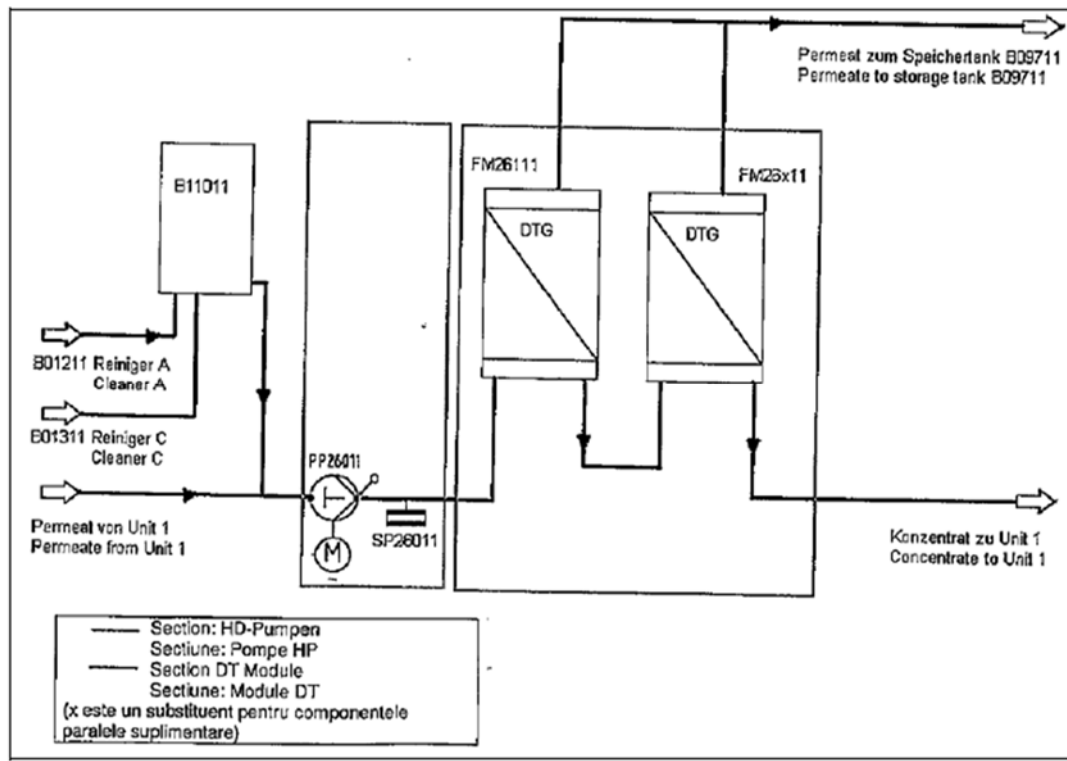 Permeat zum Speichertank B09711
Permeate to storage tank B09711
B11011
FM26111
FM26x11
DTG
DTG
B01211 Reiniger A
Cleaner A
B01311 Reiniger C
Cleaner C
PP26011
M
SP26011
Permeat von Unit 1
Permeate from Unit 1
Konzentrat zu Unit 1
Concentrate to Unit 1
Section: HD-Pumpen
Sectiune: Pompe HP
Section DT Module
Sectiune: Module DT
(x este un substituent pentru componentele
paralele suplimentare)